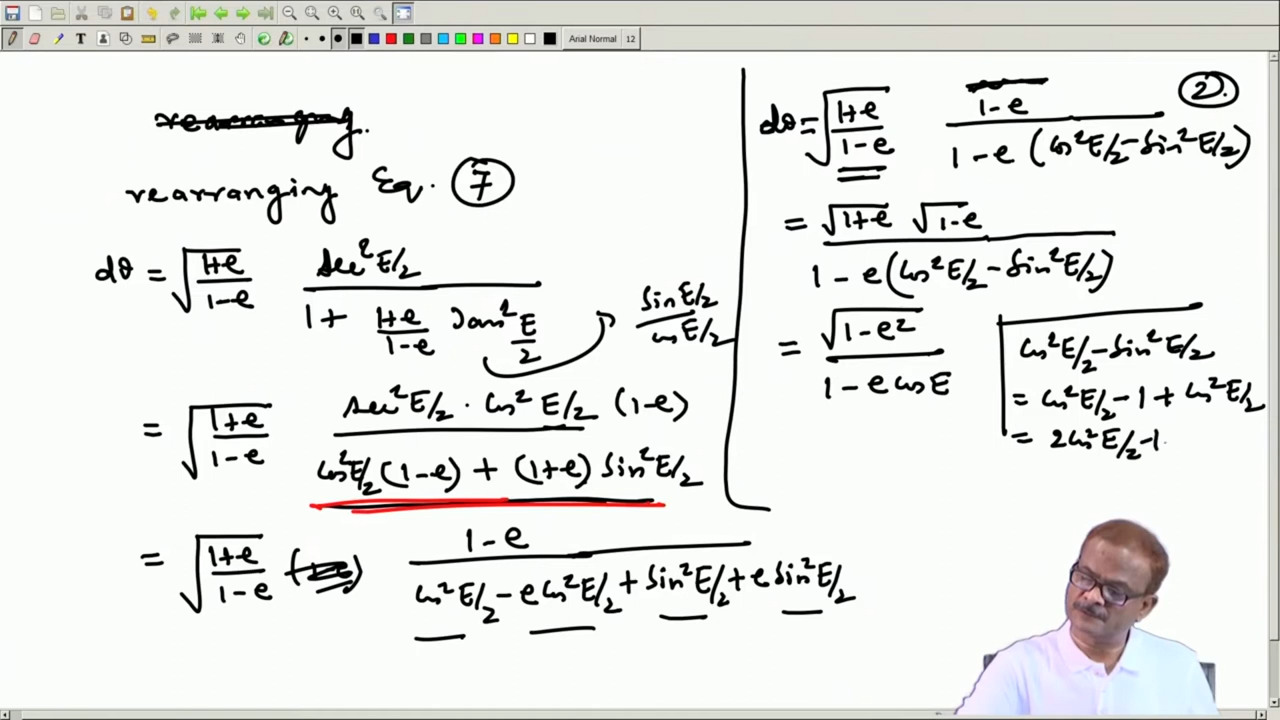 Arial Normal 12
rearranging.
rearranging Eq. 7
dθ = √(1+e/1-e) sec²E/2 / (1 + (1+e/1-e) tan² E/2)
sin E/2 / cos E/2
= √(1+e/1-e) sec²E/2 · cos² E/2 (1-e) / (cos²E/2 (1-e) + (1+e) sin²E/2)
= √(1+e/1-e) (1-e) / (cos²E/2 - e cos²E/2 + sin²E/2 + e sin²E/2)
2.
dθ = √(1+e/1-e) (1-e) / (1-e (cos²E/2 - sin²E/2))
= √1+e √1-e / (1-e (cos²E/2 - sin²E/2))
= √1-e² / (1-e cosE)
cos²E/2 - sin²E/2
= cos²E/2 - 1 + cos²E/2
= 2cos²E/2 -1